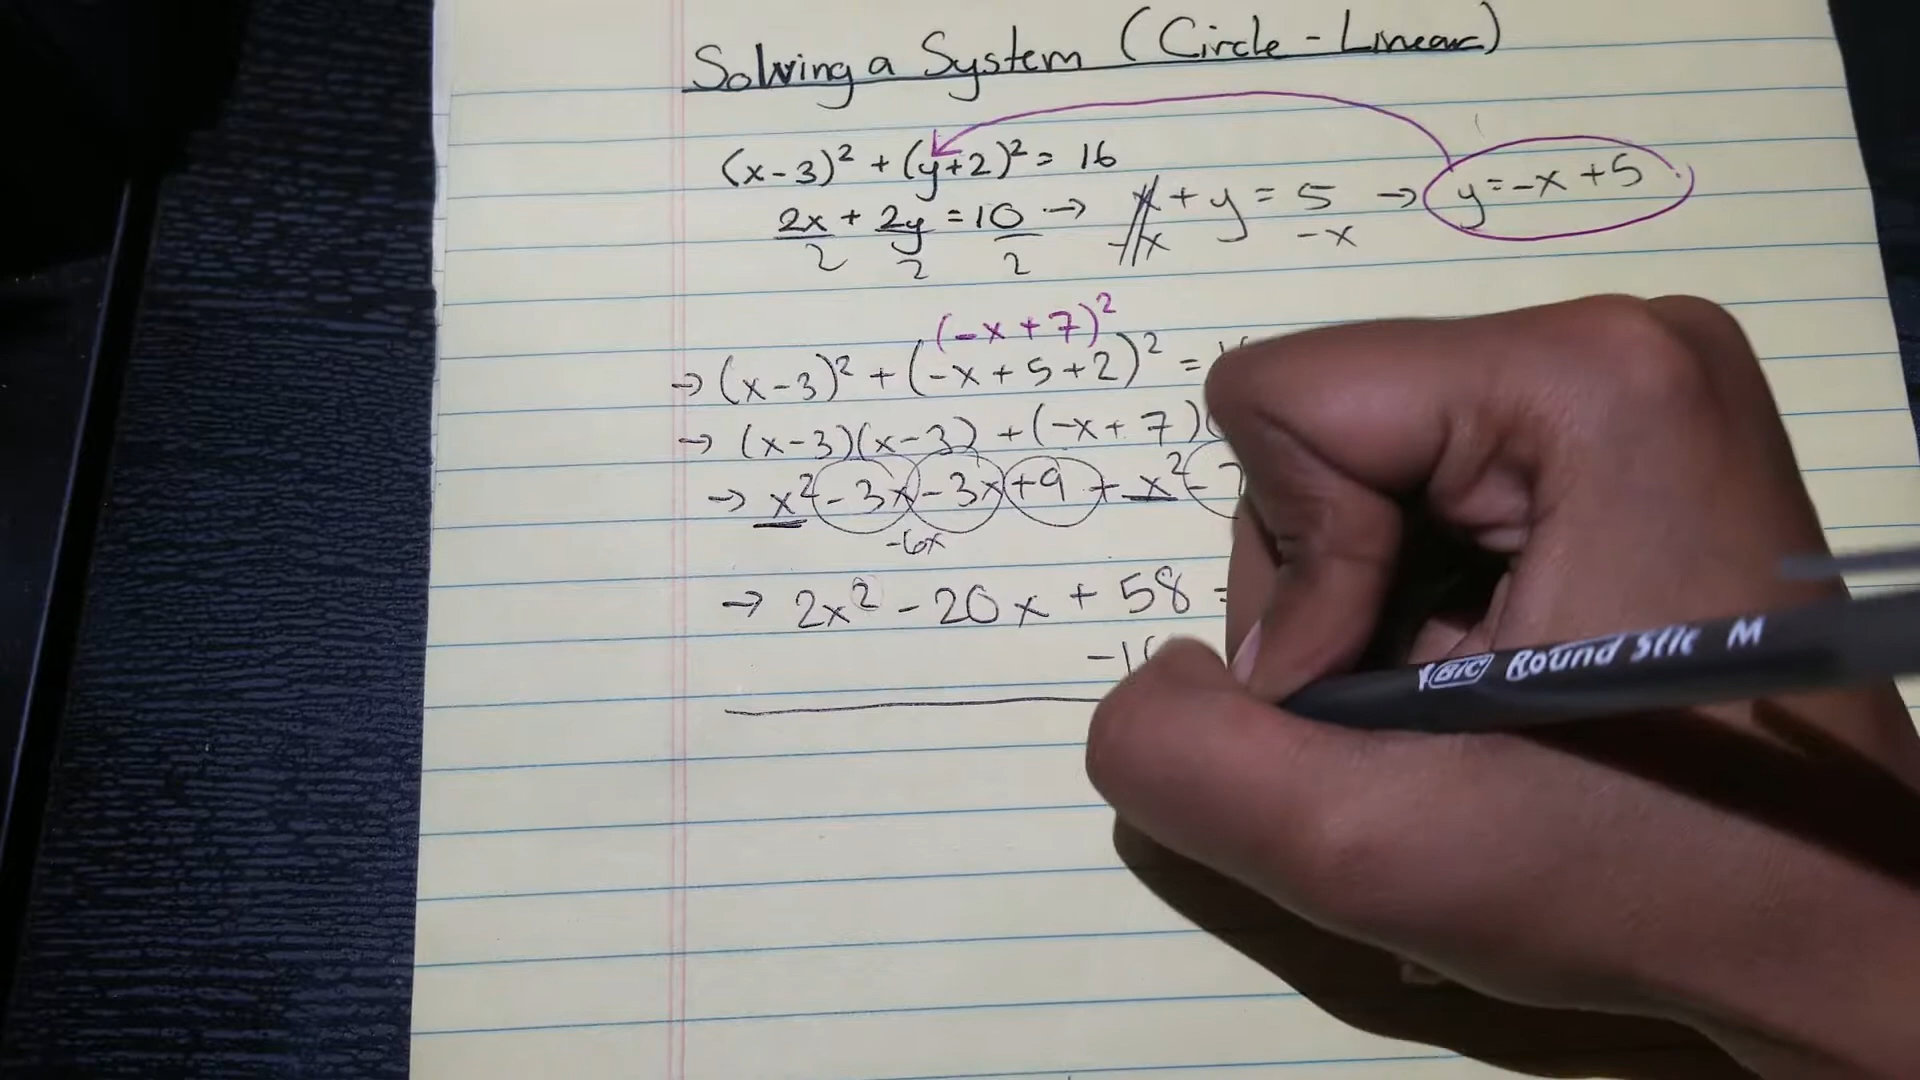 Solving a System (Circle - Linear)
(x-3)² + (y+2)² = 16
2x + 2y = 10 → x + y = 5 → y = -x + 5
2 2 2 -x -x
(-x + 7)²
→ (x-3)² + (-x + 5 + 2)² =
→ (x-3)(x-3) + (-x + 7)(
→ x² - 3x - 3x + 9 + x² - 7
-6x
→ 2x² - 20x + 58 =
BIC Round Stic M